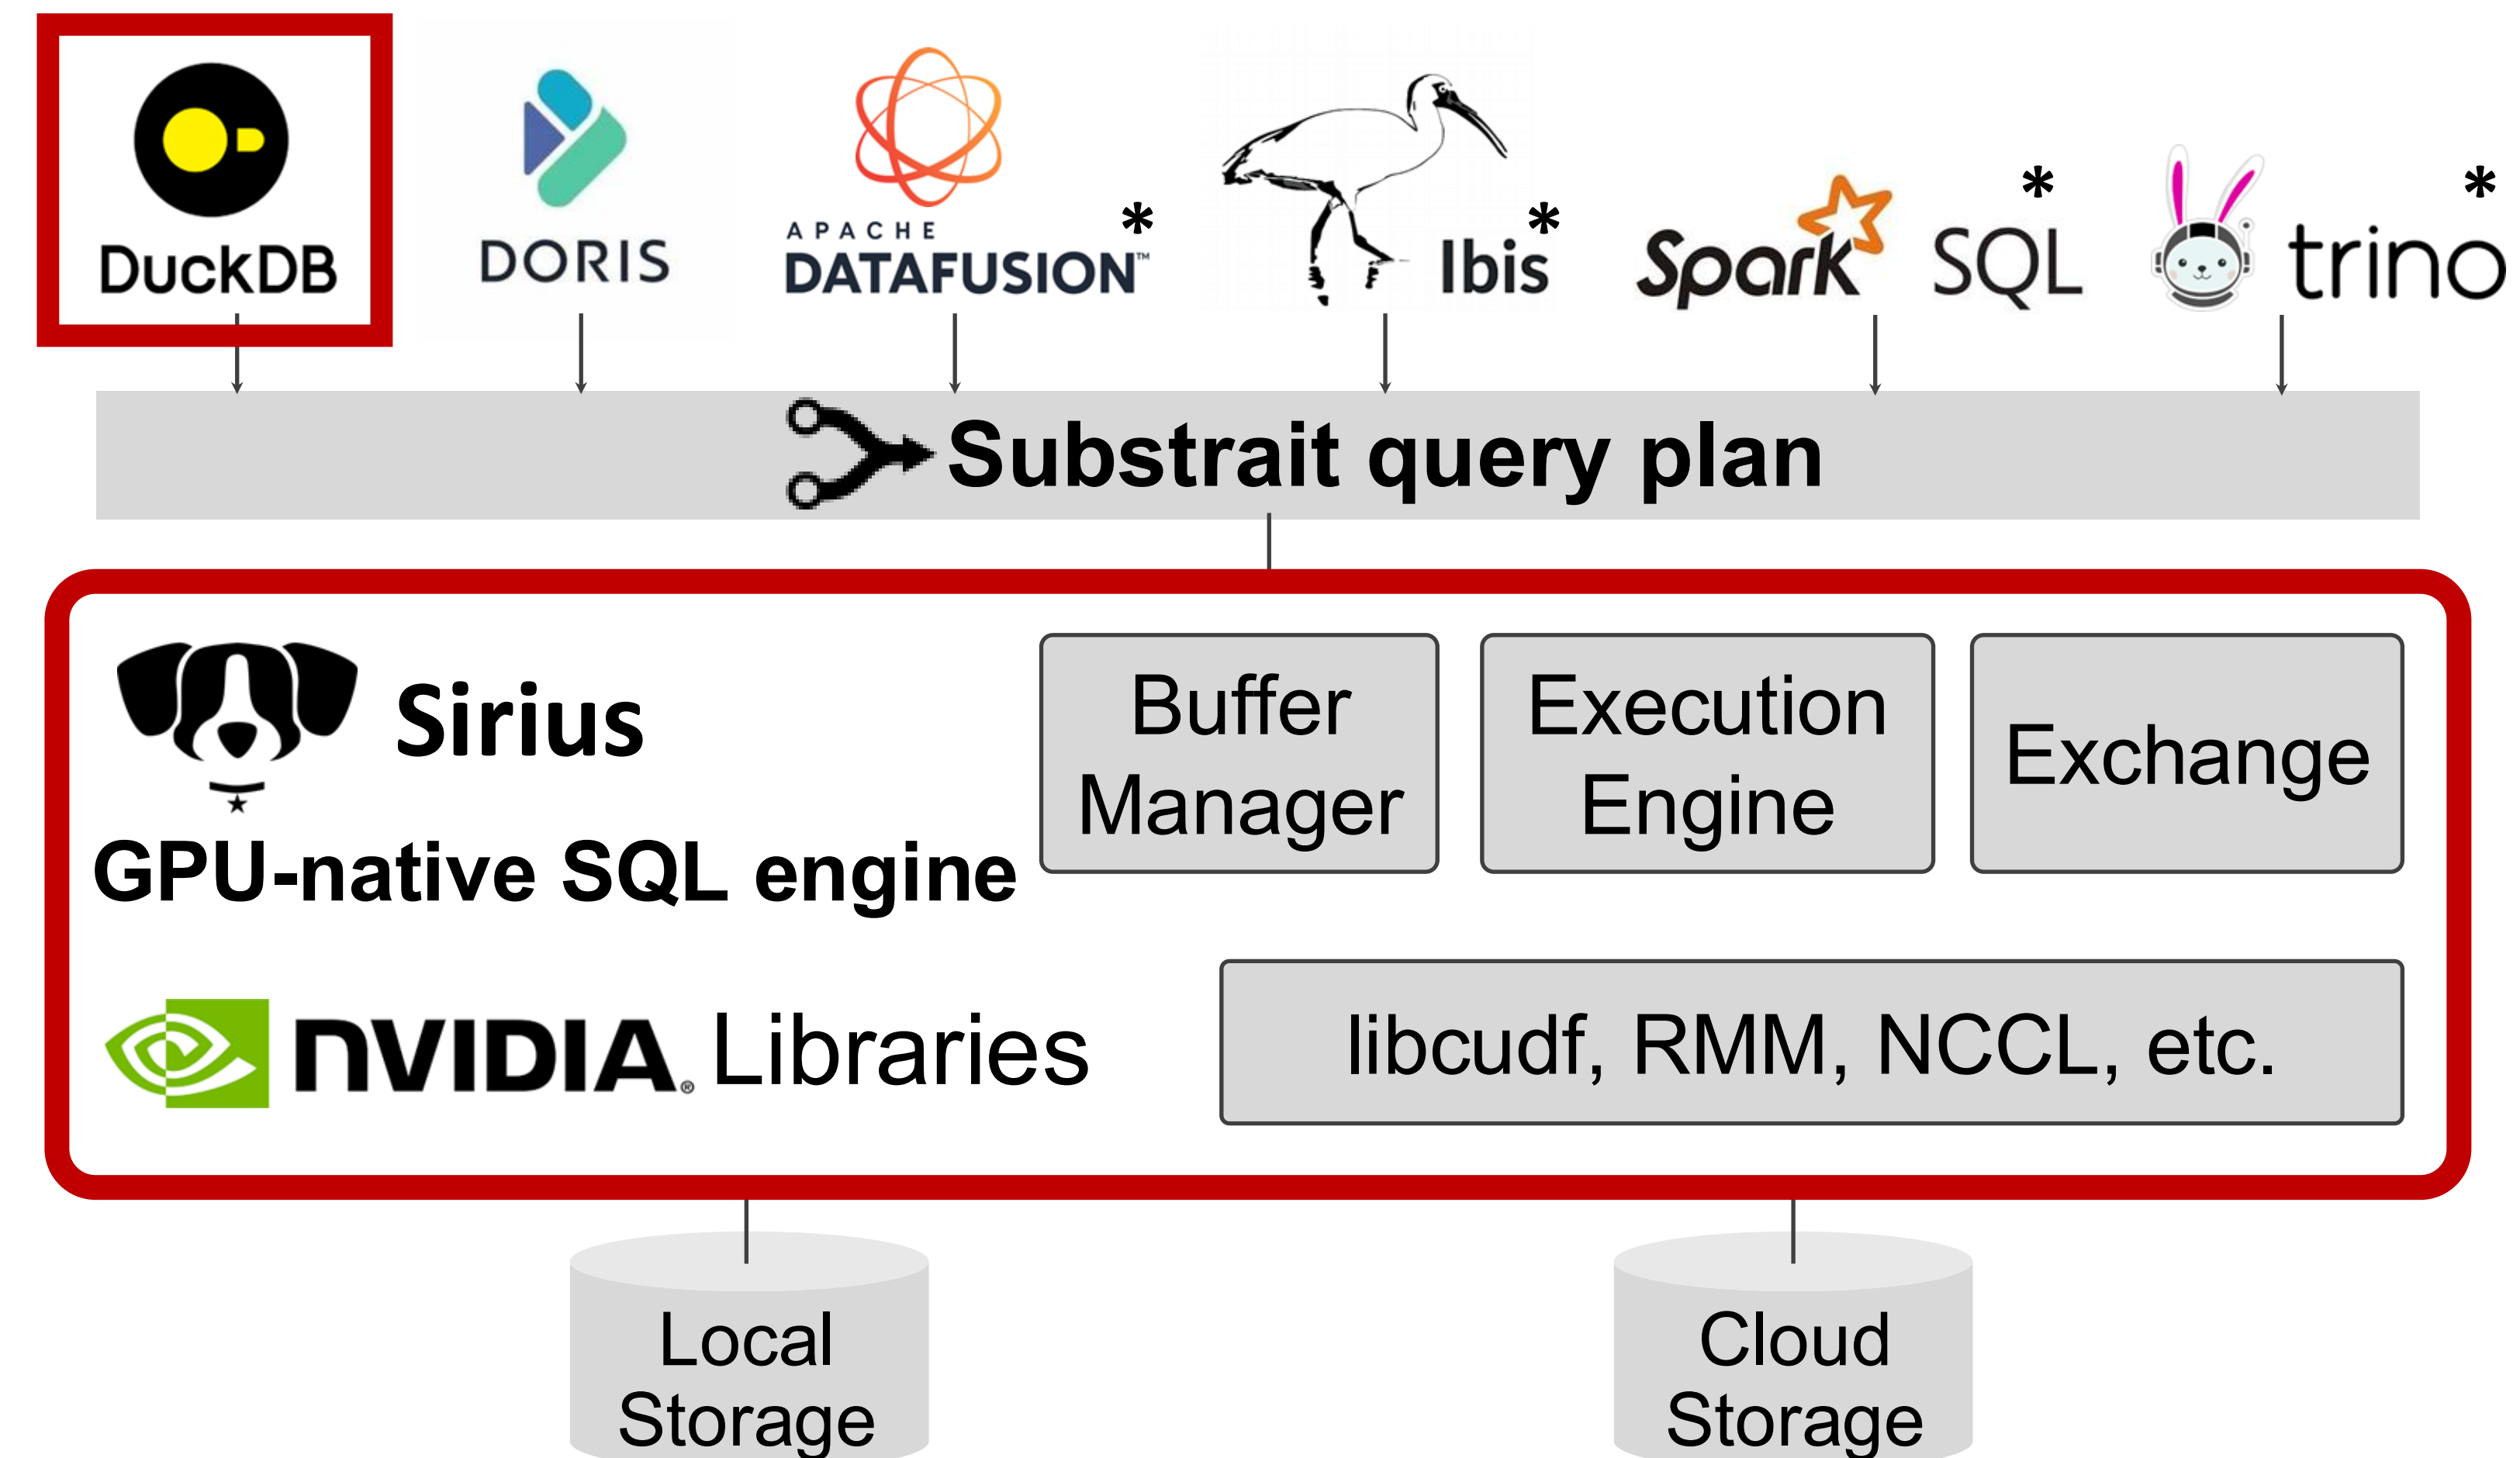 DuckDB
DORIS
APACHE
DATAFUSION™ *
Ibis *
Spark SQL *
trino *
Substrait query plan
Sirius
GPU-native SQL engine
Buffer
Manager
Execution
Engine
Exchange
NVIDIA® Libraries
libcudf, RMM, NCCL, etc.
Local
Storage
Cloud
Storage